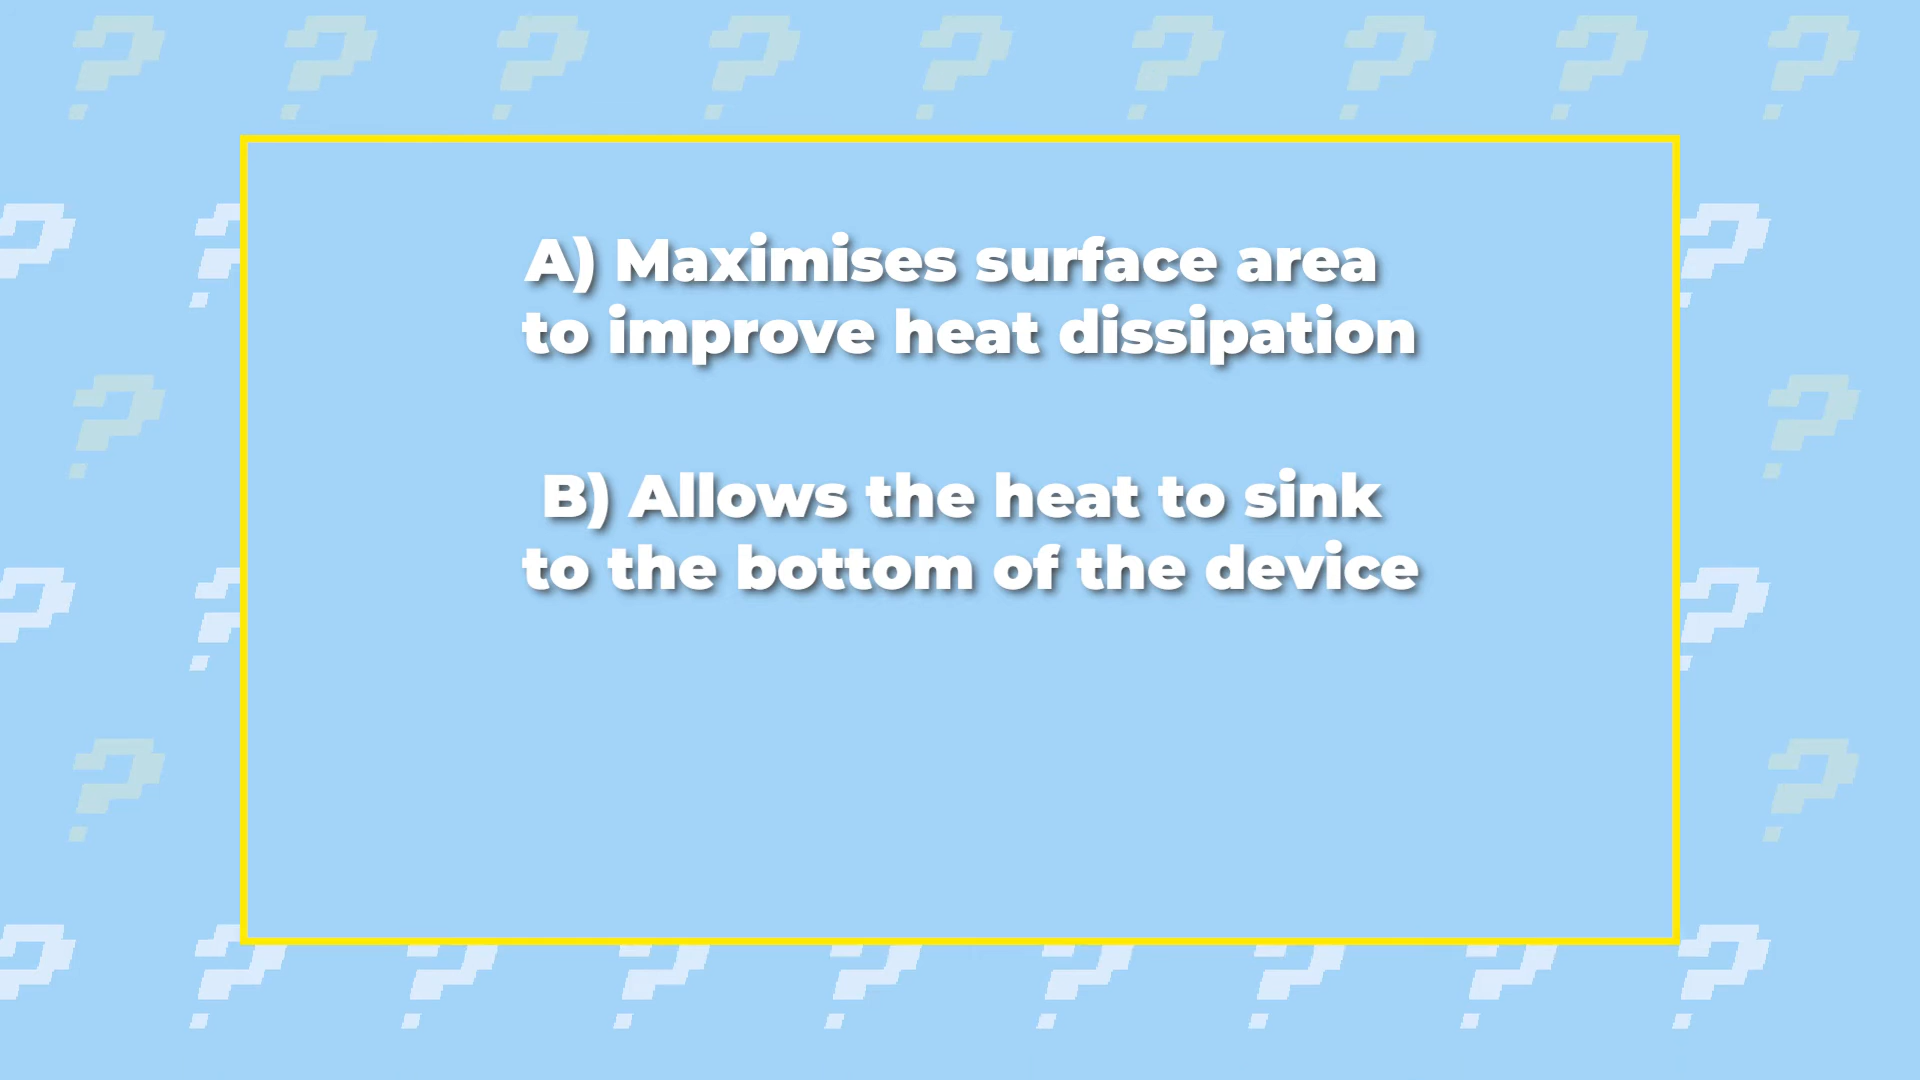 A) Maximises surface area
to improve heat dissipation
B) Allows the heat to sink
to the bottom of the device